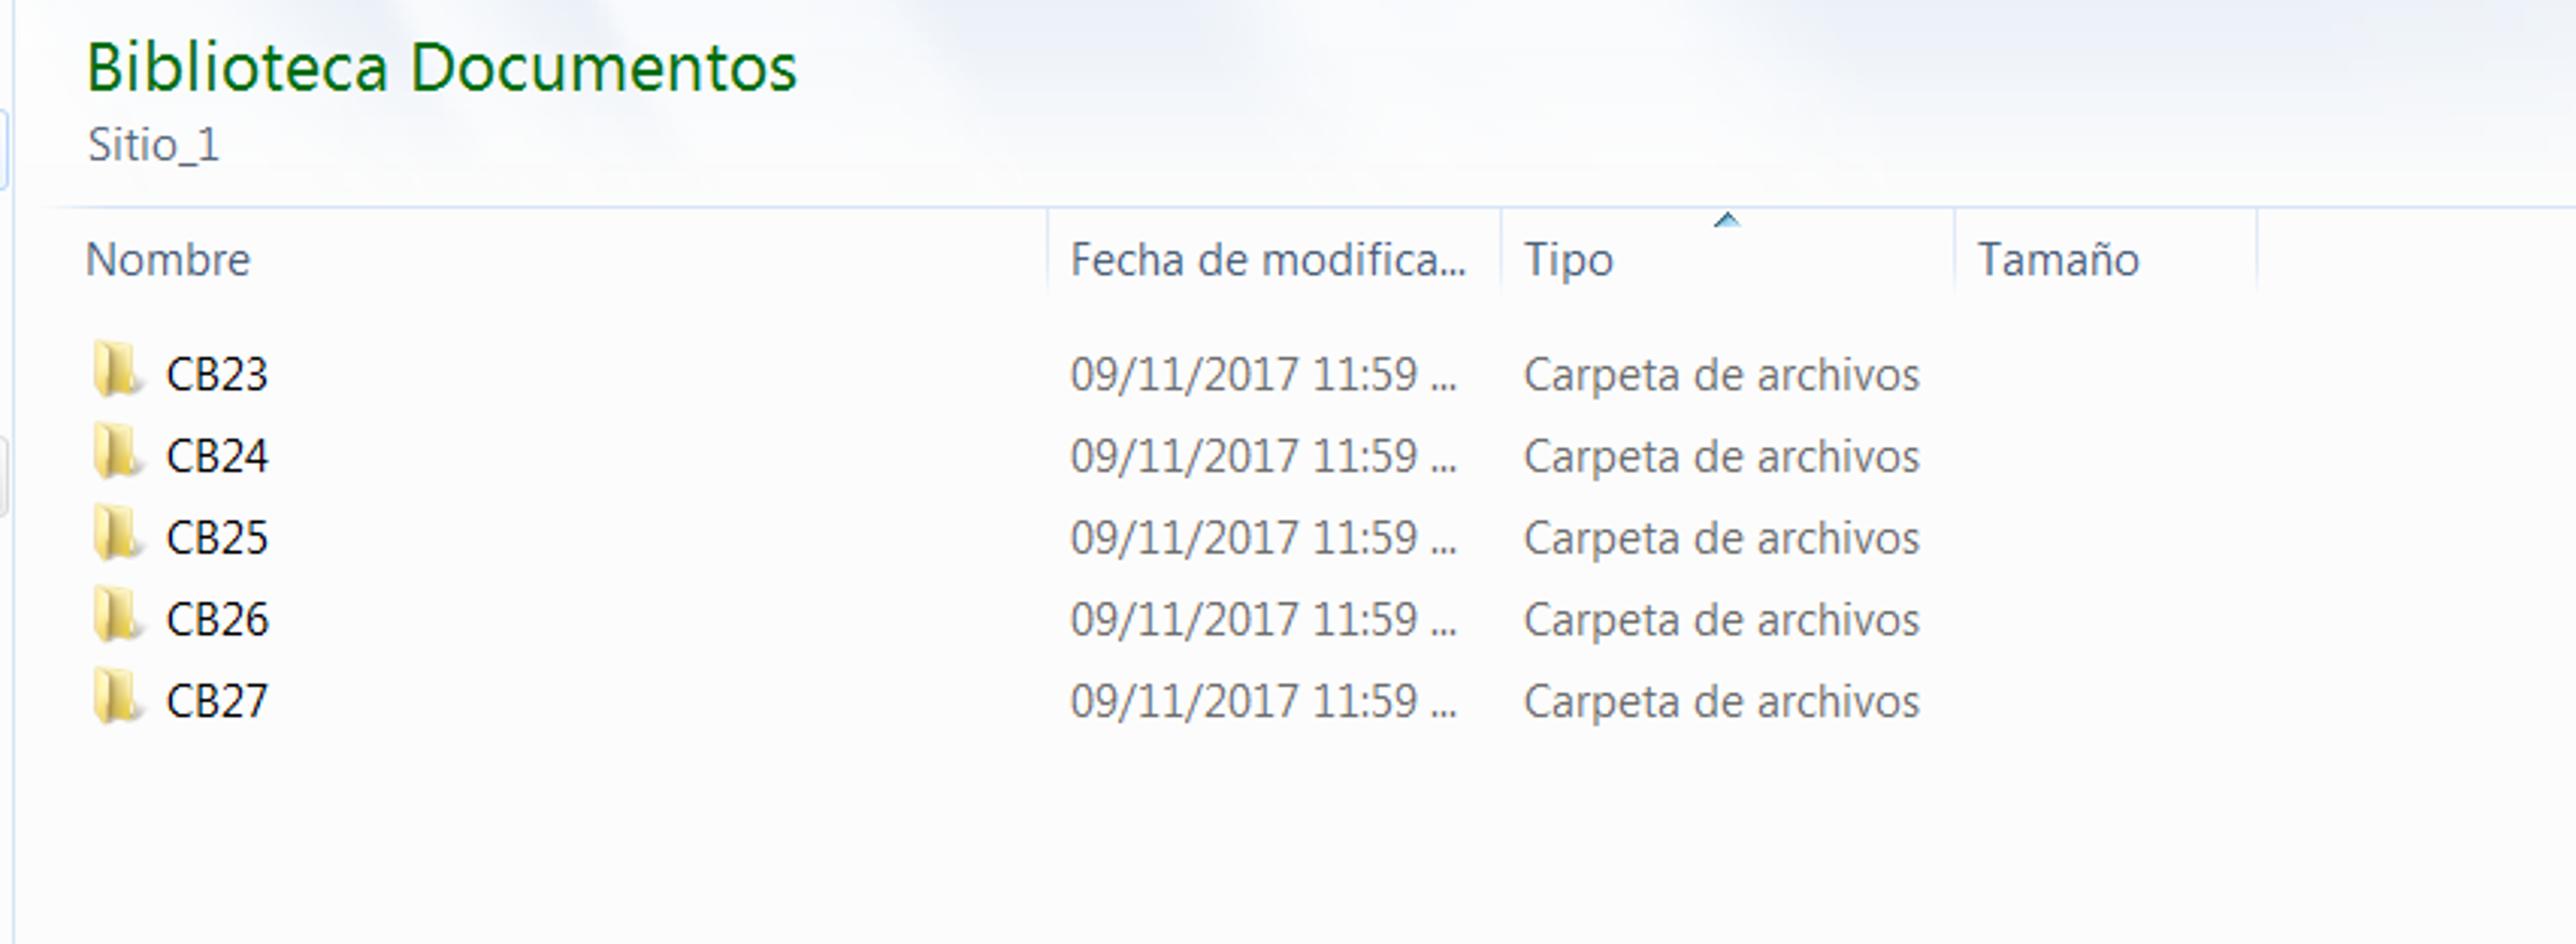 Biblioteca Documentos
Sitio_1
Nombre Fecha de modifica... Tipo Tamaño
CB23 09/11/2017 11:59 ... Carpeta de archivos
CB24 09/11/2017 11:59 ... Carpeta de archivos
CB25 09/11/2017 11:59 ... Carpeta de archivos
CB26 09/11/2017 11:59 ... Carpeta de archivos
CB27 09/11/2017 11:59 ... Carpeta de archivos